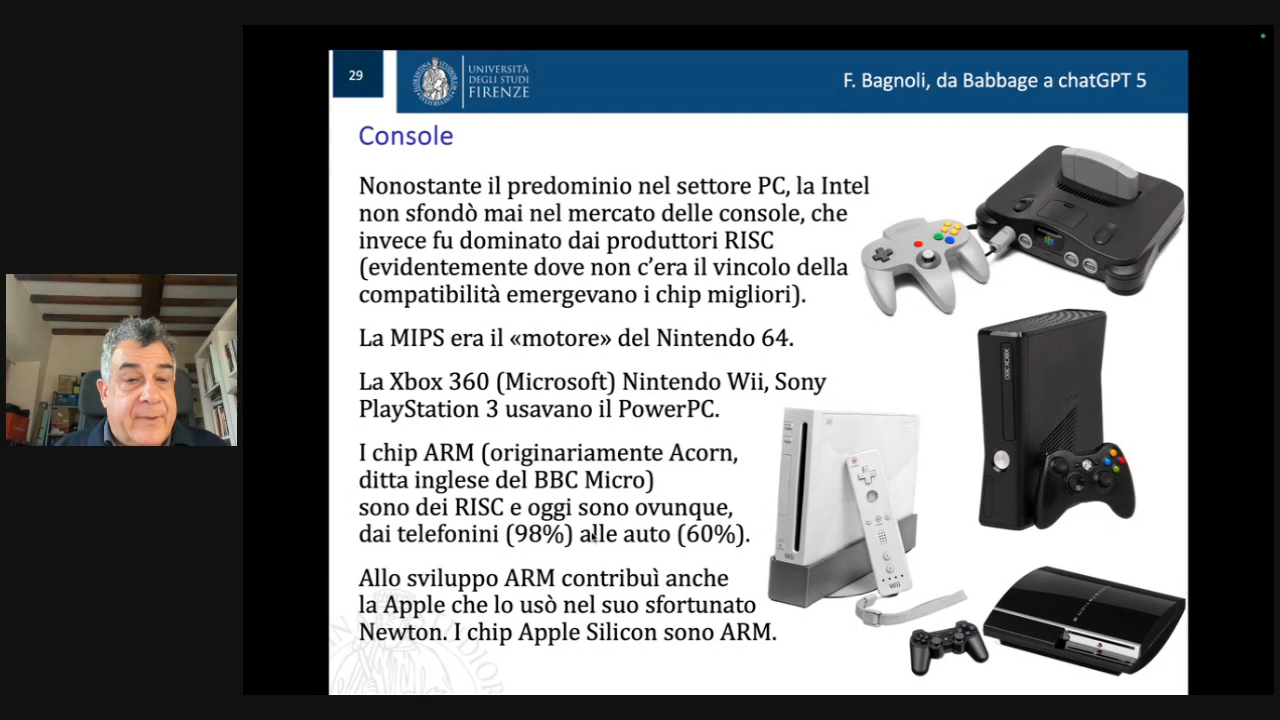 29
UNIVERSITÀ
DEGLI STUDI
FIRENZE
F. Bagnoli, da Babbage a chatGPT 5
Console
Nonostante il predominio nel settore PC, la Intel
non sfondò mai nel mercato delle console, che
invece fu dominato dai produttori RISC
(evidentemente dove non c’era il vincolo della
compatibilità emergevano i chip migliori).
La MIPS era il «motore» del Nintendo 64.
La Xbox 360 (Microsoft) Nintendo Wii, Sony
PlayStation 3 usavano il PowerPC.
I chip ARM (originariamente Acorn,
ditta inglese del BBC Micro)
sono dei RISC e oggi sono ovunque,
dai telefonini (98%) alle auto (60%).
Allo sviluppo ARM contribuì anche
la Apple che lo usò nel suo sfortunato
Newton. I chip Apple Silicon sono ARM.
XBOX 360
Wii
Wii